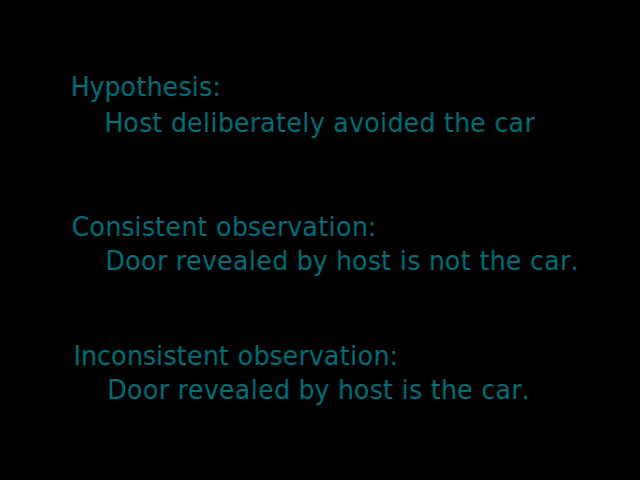 Hypothesis:
Host deliberately avoided the car
Consistent observation:
Door revealed by host is not the car.
Inconsistent observation:
Door revealed by host is the car.